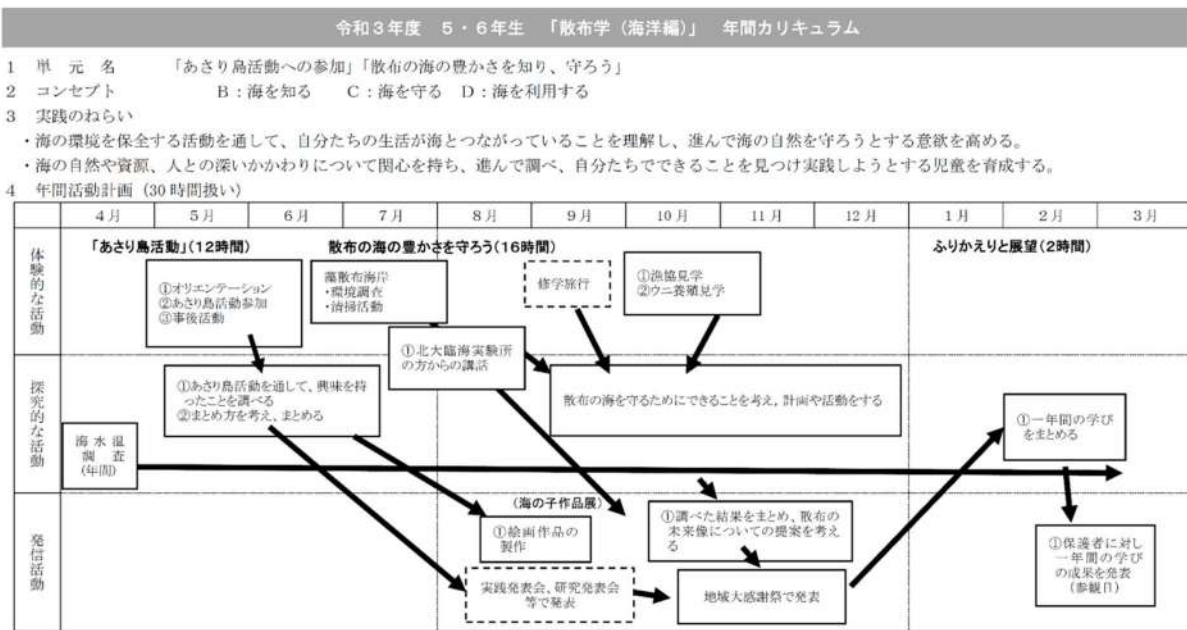 令和3年度　5・6年生　「散布学（海洋編）」　年間カリキュラム
1　単　元　名　「あさり島活動への参加」「散布の海の豊かさを知り、守ろう」
2　コンセプト　B：海を知る　C：海を守る　D：海を利用する
3　実践のねらい
・海の環境を保全する活動を通して、自分たちの生活が海とつながっていることを理解し、進んで海の自然を守ろうとする意欲を高める。
・海の自然や資源、人との深いかかわりについて関心を持ち、進んで調べ、自分たちでできることを見つけ実践しようとする児童を育成する。
4　年間活動計画（30時間扱い）
4月　5月　6月　7月　8月　9月　10月　11月　12月　1月　2月　3月
体験的な活動
「あさり島活動」（12時間）
散布の海の豊かさを守ろう（16時間）
ふりかえりと展望（2時間）
①オリエンテーション
②あさり島活動参加
③事後活動
藻散布海岸
・環境調査
・清掃活動
①北大臨海実験所
の方からの講話
修学旅行
①漁協見学
②ウニ養殖見学
探究的な活動
海水温
調査
（年間）
①あさり島活動を通して、興味を持
ったことを調べる
②まとめ方を考え、まとめる
散布の海を守るためにできることを考え，計画や活動をする
①一年間の学び
をまとめる
発信活動
（海の子作品展）
①絵画作品の
製作
実践発表会、研究発表会
等で発表
①調べた結果をまとめ、散布の
未来像についての提案を考え
る
地域大感謝祭で発表
①保護者に対し
一年間の学び
の成果を発表
（参観日）